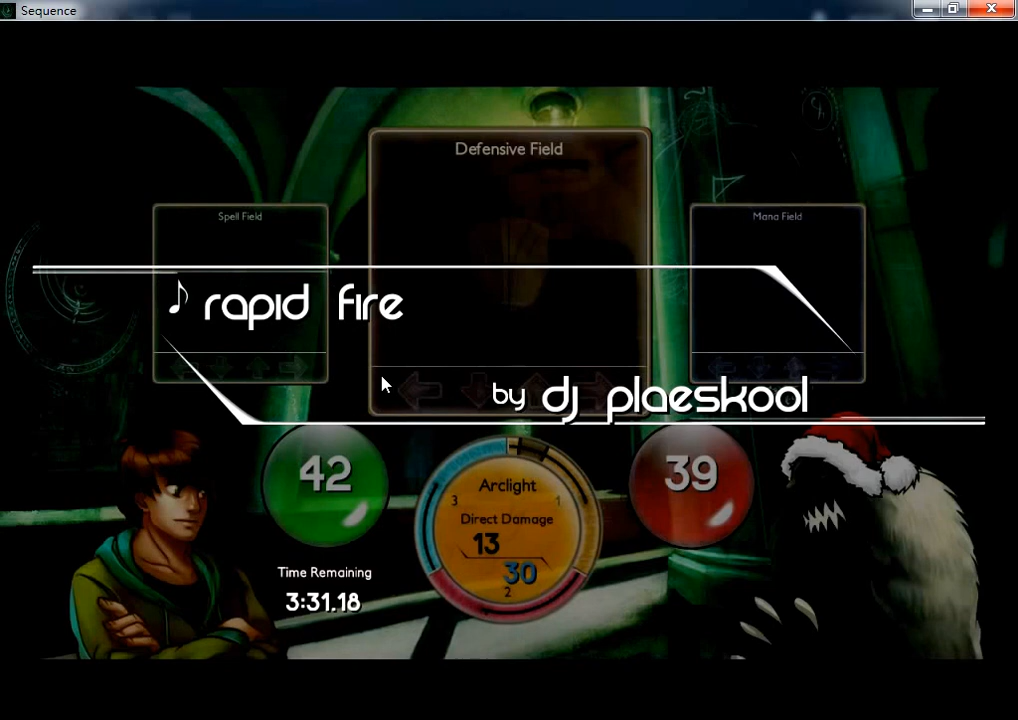 Sequence
Defensive Field
Spell Field
Mana Field
♪ rapid fire
by dj plaeskool
42
39
Arclight
3
1
Direct Damage
13
30
2
Time Remaining
3:31.18